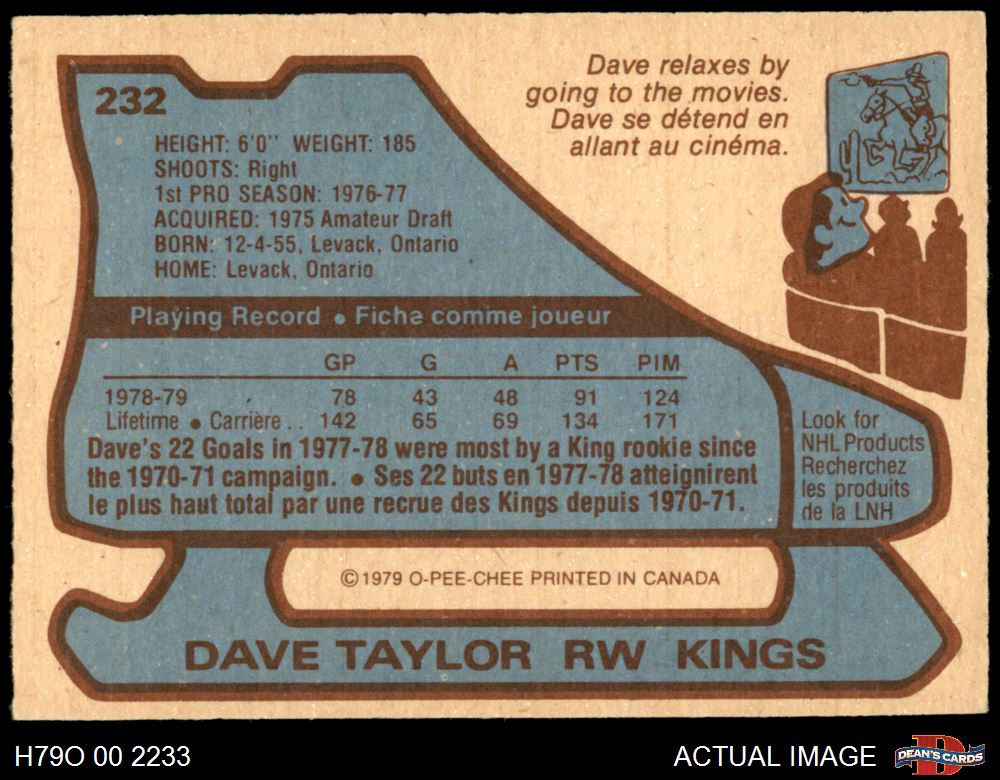 232
HEIGHT: 6'0" WEIGHT: 185
SHOOTS: Right
1st PRO SEASON: 1976-77
ACQUIRED: 1975 Amateur Draft
BORN: 12-4-55, Levack, Ontario
HOME: Levack, Ontario
Dave relaxes by
going to the movies.
Dave se détend en
allant au cinéma.
Playing Record • Fiche comme joueur
GP G A PTS PIM
1978-79 78 43 48 91 124
Lifetime • Carrière . . 142 65 69 134 171
Dave's 22 Goals in 1977-78 were most by a King rookie since
the 1970-71 campaign. • Ses 22 buts en 1977-78 atteignirent
le plus haut total par une recrue des Kings depuis 1970-71.
Look for
NHL Products
Recherchez
les produits
de la LNH
© 1979 O-PEE-CHEE PRINTED IN CANADA
DAVE TAYLOR RW KINGS
H79O 00 2233
ACTUAL IMAGE
D
DEAN'S CARDS